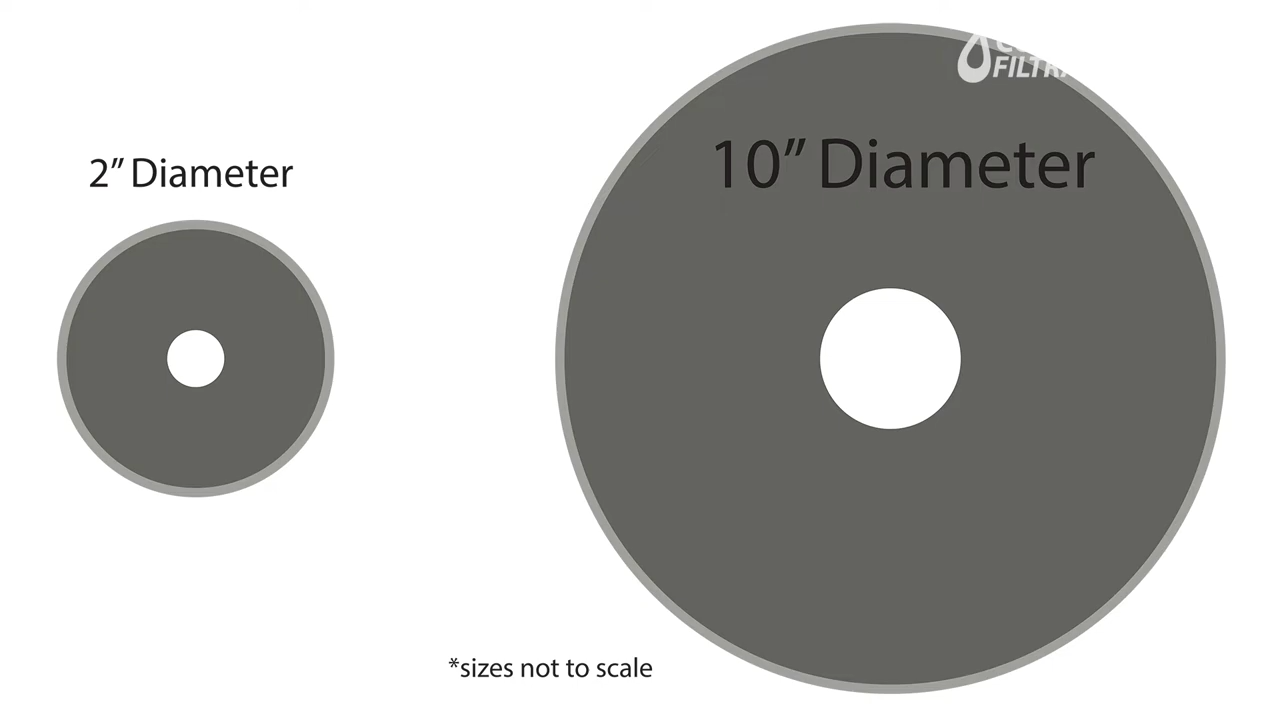 2” Diameter
10” Diameter
*sizes not to scale